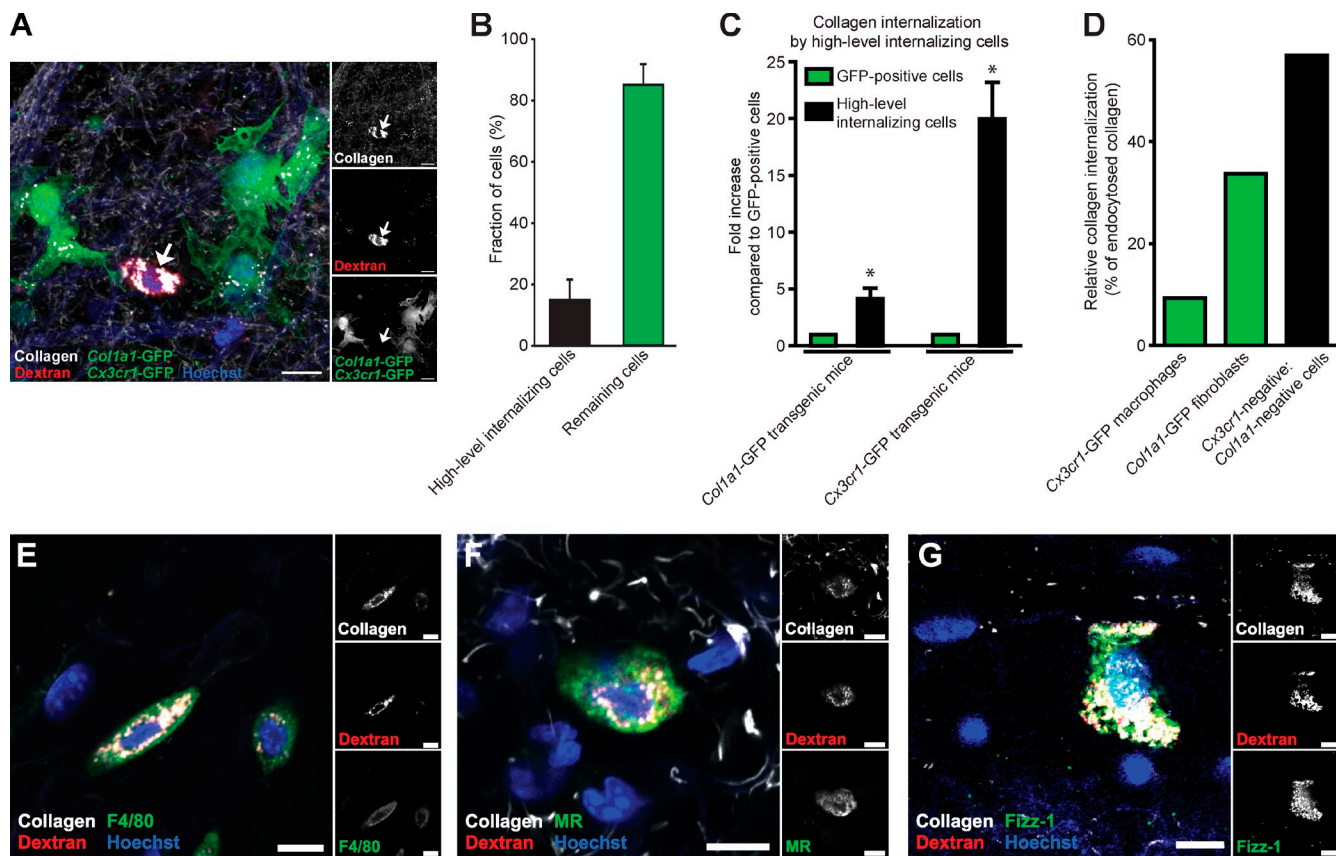 A
Collagen Col1a1-GFP
Dextran Cx3cr1-GFP Hoechst
Collagen
Dextran
Col1a1-GFP
Cx3cr1-GFP
B
Fraction of cells (%)
100
80
60
40
20
0
High-level internalizing cells
Remaining cells
C
Collagen internalization
by high-level internalizing cells
Fold increase
compared to GFP-positive cells
25
20
15
10
5
0
GFP-positive cells
High-level
internalizing cells
*
*
Col1a1-GFP transgenic mice
Cx3cr1-GFP transgenic mice
D
Relative collagen internalization
(% of endocytosed collagen)
60
40
20
0
Cx3cr1-GFP macrophages
Col1a1-GFP fibroblasts
Cx3cr1-negative:
Col1a1-negative cells
E
Collagen F4/80
Dextran Hoechst
Collagen
Dextran
F4/80
F
Collagen MR
Dextran Hoechst
Collagen
Dextran
MR
G
Collagen Fizz-1
Dextran Hoechst
Collagen
Dextran
Fizz-1